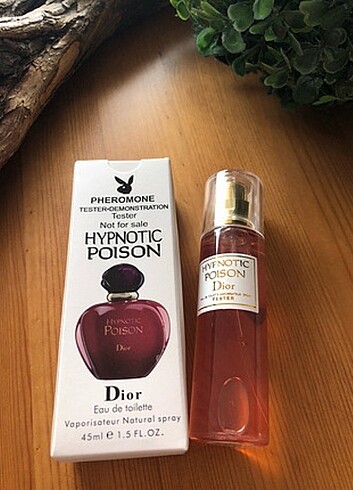 PHEROMONE
TESTER-DEMONSTRATION
Tester
Not for sale
HYPNOTIC
POISON
HYPNOTIC
POISON
Dior
Dior
Eau de toilette
Vaporisateur Natural spray
45ml e 1.5 FL.OZ.
HYPNOTIC
POISON
Dior
TESTER